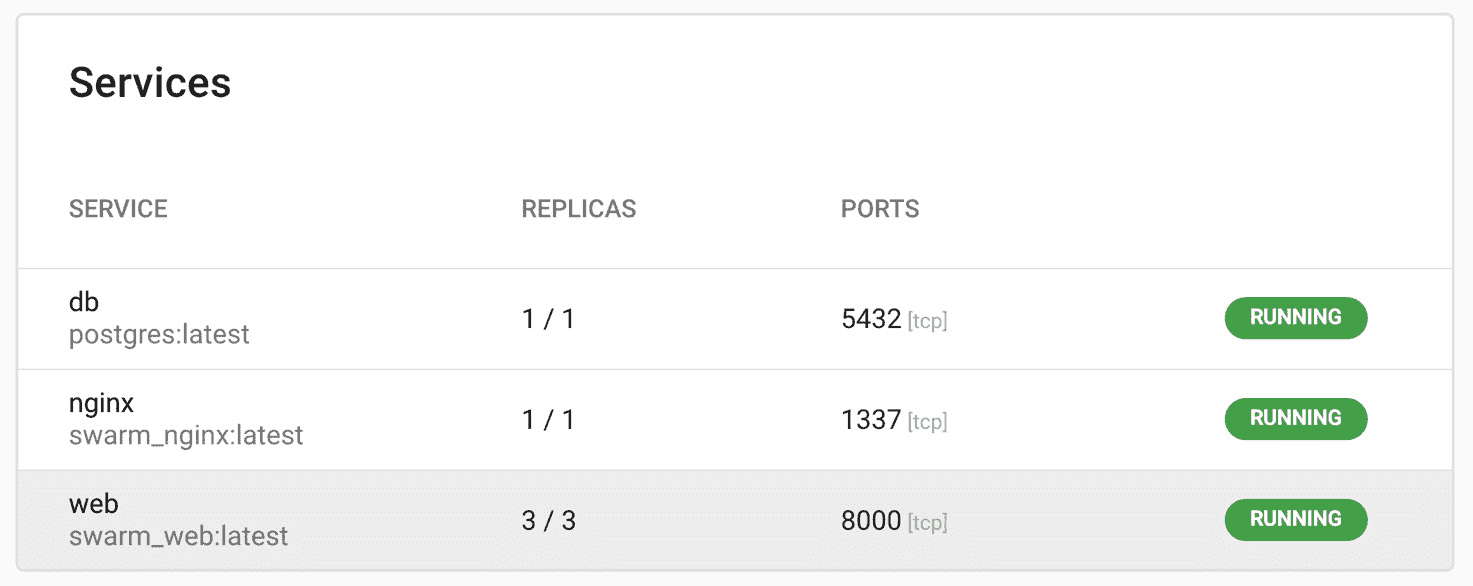 Services
SERVICE REPLICAS PORTS
db
postgres:latest
1 / 1 5432 [tcp] RUNNING
nginx
swarm_nginx:latest
1 / 1 1337 [tcp] RUNNING
web
swarm_web:latest
3 / 3 8000 [tcp] RUNNING